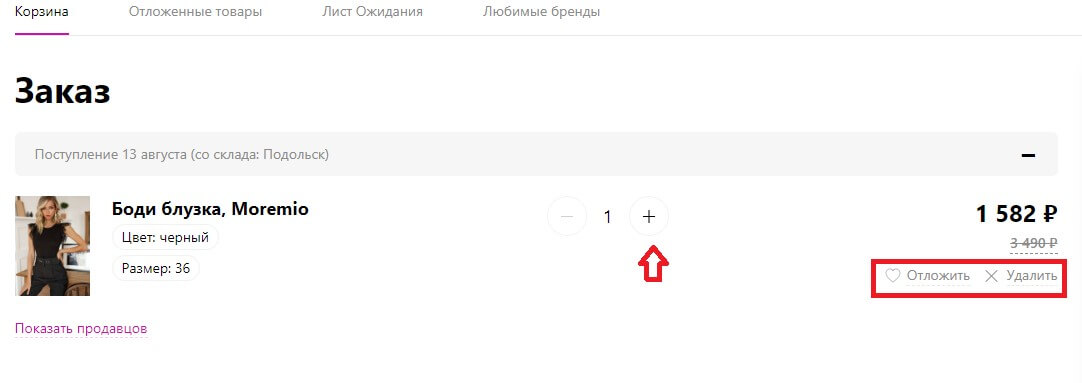 Корзина Отложенные товары Лист Ожидания Любимые бренды
Заказ
Поступление 13 августа (со склада: Подольск)
Боди блузка, Moremio
Цвет: черный
Размер: 36
1
1 582 ₽
3 490 ₽
Отложить Удалить
Показать продавцов